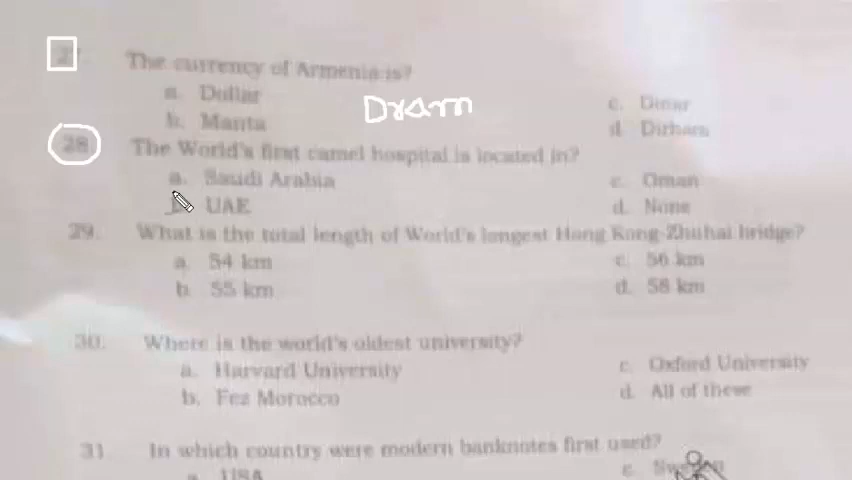 27 The currency of Armenia is?
a. Dollar c. Dinar
Dram
b. Manta d. Dirham
28 The World's first camel hospital is located in?
a. Saudi Arabia c. Oman
b. UAE d. None
29. What is the total length of World's longest Hong Kong-Zhuhai bridge?
a. 54 km c. 56 km
b. 55 km d. 58 km
30. Where is the world's oldest university?
a. Harvard University c. Oxford University
b. Fez Morocco d. All of these
31 In which country were modern banknotes first used?
a. USA c. Sweden